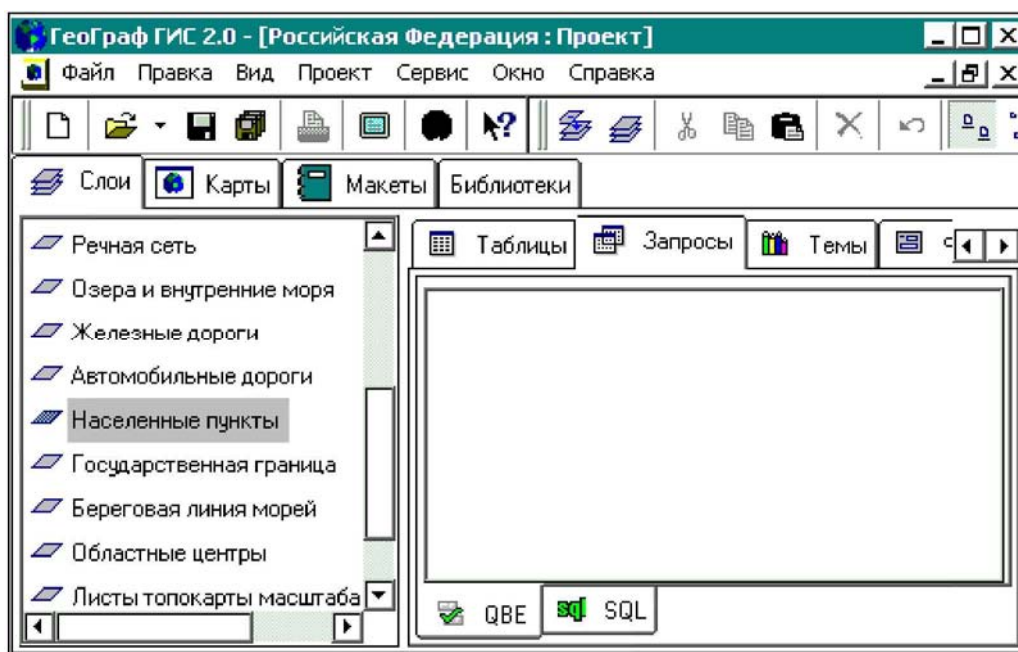 ГеоГраф ГИС 2.0 - [Российская Федерация : Проект]
Файл Правка Вид Проект Сервис Окно Справка
Слои Карты Макеты Библиотеки
Речная сеть
Озера и внутренние моря
Железные дороги
Автомобильные дороги
Населенные пункты
Государственная граница
Береговая линия морей
Областные центры
Листы топокарты масштаба
Таблицы Запросы Темы
QBE sql SQL